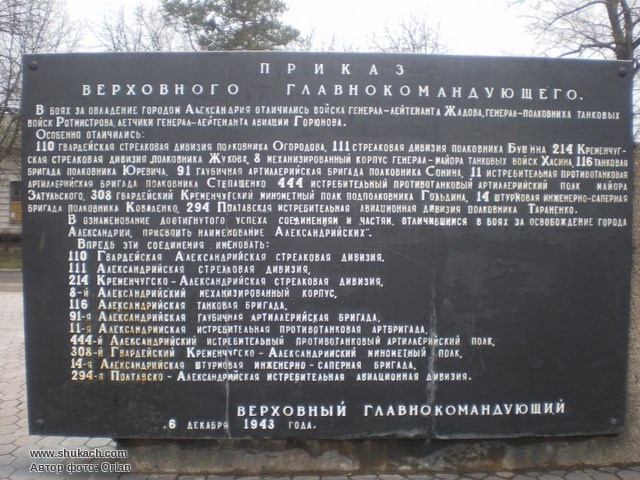 ПРИКАЗ
ВЕРХОВНОГО ГЛАВНОКОМАНДУЮЩЕГО.
В боях за овладение городом Александрия отличились войска генерал-лейтенанта Жадова, генерал-полковника танковых
войск Ротмистрова, летчики генерал-лейтенанта авиации Горюнова.
Особенно отличились:
110 гвардейская стрелковая дивизия полковника Огородова, 111 стрелковая дивизия полковника Бушина 214 Кременчуг-
ская стрелковая дивизия полковника Жукова, 8 механизированный корпус генерал-майора танковых войск Хасина, 116 танковая
бригада полковника Юревича, 91 гаубичная артиллерийская бригада полковника Сонина, 11 истребительная противотанковая
артилерийская бригада полковника Степащенко 444 истребительный противотанковый артиллерийский полк майора
Затульского, 308 гвардейский Кременчугский минометный полк подполковника Гольдина, 14 штурмовая инженерно-саперная
бригада полковника Коваленко, 294 Полтавская истребительная авиационная дивизия полковника Тараненко.
В ознаменование достигнутого успеха соединениям и частям, отличившимся в боях за освобождение города
Александрии, присвоить наименование Александрийских".
Впредь эти соединения именовать:
110 Гвардейская Александрийская стрелковая дивизия,
111 Александрийская стрелковая дивизия,
214 Кременчугско-Александрийская стрелковая дивизия,
8-й Александрийский механизированный корпус,
116 Александрийская танковая бригада,
91-я Александрийская гаубичная артиллерийская бригада,
11-я Александрийская истребительная противотанковая артбригада,
444-й Александрийский истребительный противотанковый артиллерийский полк,
308-й Гвардейский Кременчугско-Александрийский минометный полк,
14-я Александрийская штурмовая инженерно-саперная бригада,
294-я Полтавско-Александрийская истребительная авиационная дивизия.
ВЕРХОВНЫЙ ГЛАВНОКОМАНДУЮЩИЙ
6 декабря 1943 года.
www.shukach.com
Автор фото: Orlan